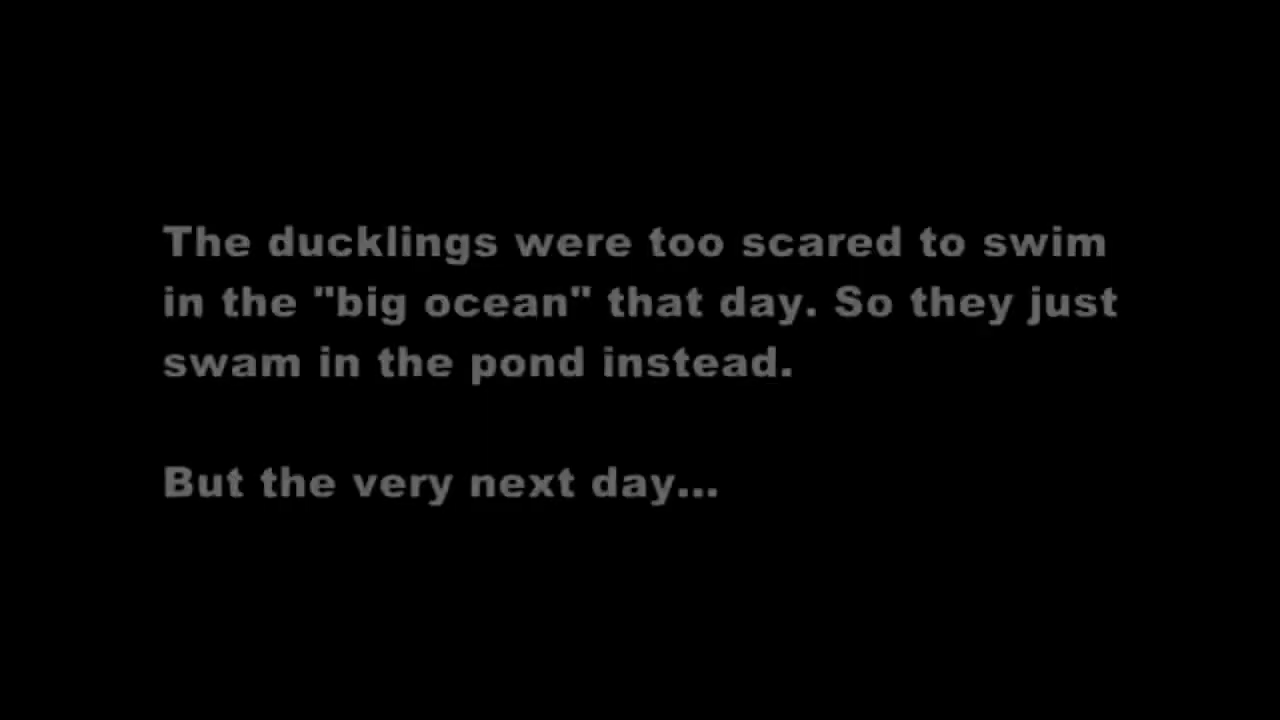 The ducklings were too scared to swim
in the "big ocean" that day. So they just
swam in the pond instead.
But the very next day...